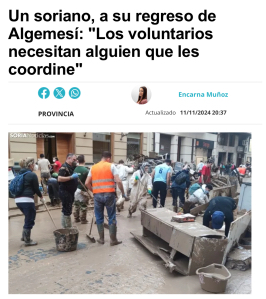 Un soriano, a su regreso de
Algemesí: "Los voluntarios
necesitan alguien que les
coordine"
Encarna Muñoz
PROVINCIA
Actualizado 11/11/2024 20:37